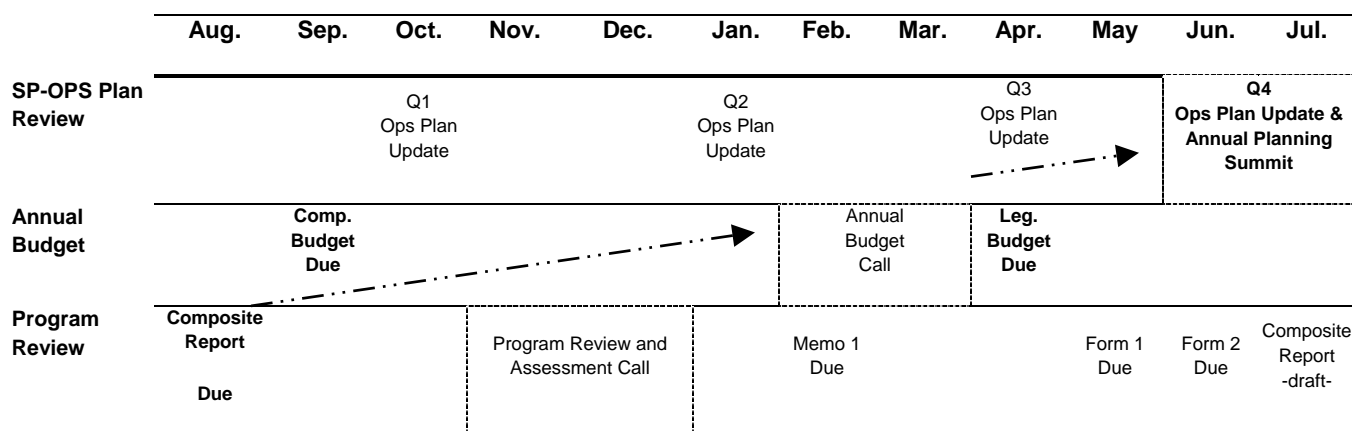 Aug. Sep. Oct. Nov. Dec. Jan. Feb. Mar. Apr. May Jun. Jul.
SP-OPS Plan
Review
Q1
Ops Plan
Update
Q2
Ops Plan
Update
Q3
Ops Plan
Update
Q4
Ops Plan Update &
Annual Planning
Summit
Annual
Budget
Comp.
Budget
Due
Annual
Budget
Call
Leg.
Budget
Due
Program
Review
Composite
Report
Due
Program Review and
Assessment Call
Memo 1
Due
Form 1
Due
Form 2
Due
Composite
Report
-draft-